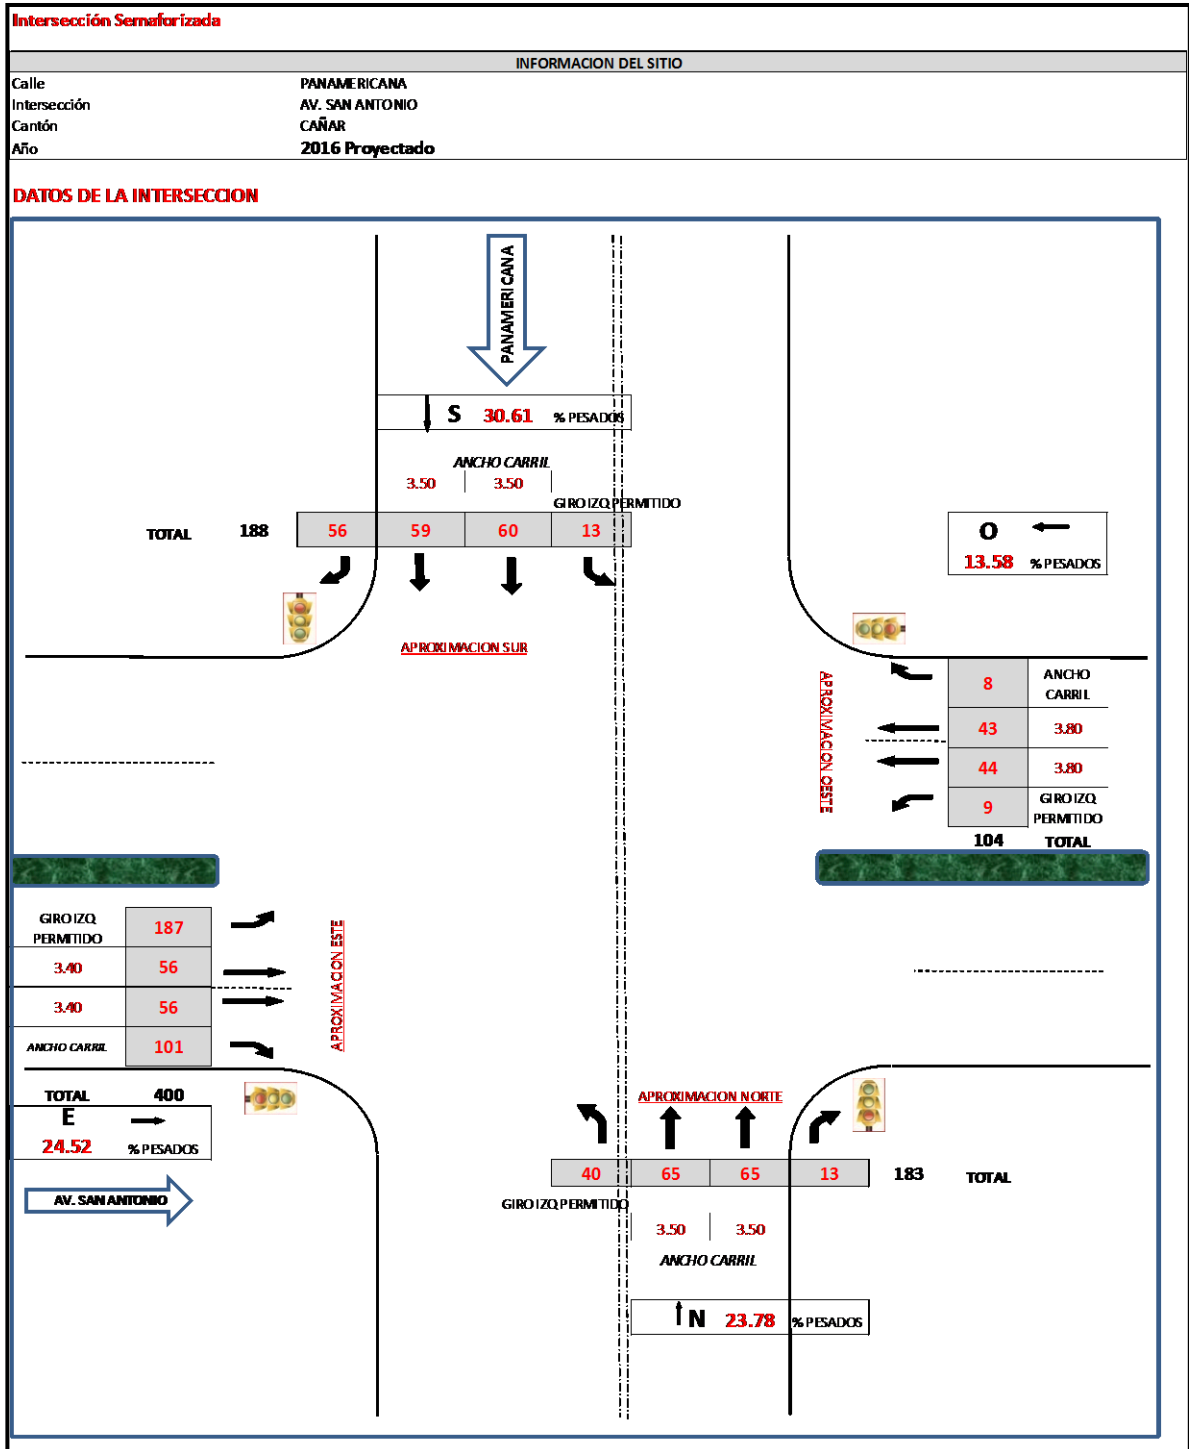 Intersección Semaforizada
INFORMACION DEL SITIO
Calle PANAMERICANA
Intersección AV. SAN ANTONIO
Cantón CAÑAR
Año 2016 Proyectado
DATOS DE LA INTERSECCION
PANAMERICANA
S 30.61 % PESADOS
ANCHO CARRIL
3.50 3.50
GIRO IZQ PERMITIDO
TOTAL 188 56 59 60 13
O
13.58 % PESADOS
APROXIMACION SUR
APROXIMACION OESTE
8 ANCHO CARRIL
43 3.80
44 3.80
9 GIRO IZQ PERMITIDO
104 TOTAL
GIRO IZQ PERMITIDO 187
3.40 56
3.40 56
ANCHO CARRIL 101
APROXIMACION ESTE
TOTAL 400
E
24.52 % PESADOS
AV. SAN ANTONIO
APROXIMACION NORTE
40 65 65 13 183 TOTAL
GIRO IZQ PERMITIDO
3.50 3.50
ANCHO CARRIL
N 23.78 % PESADOS